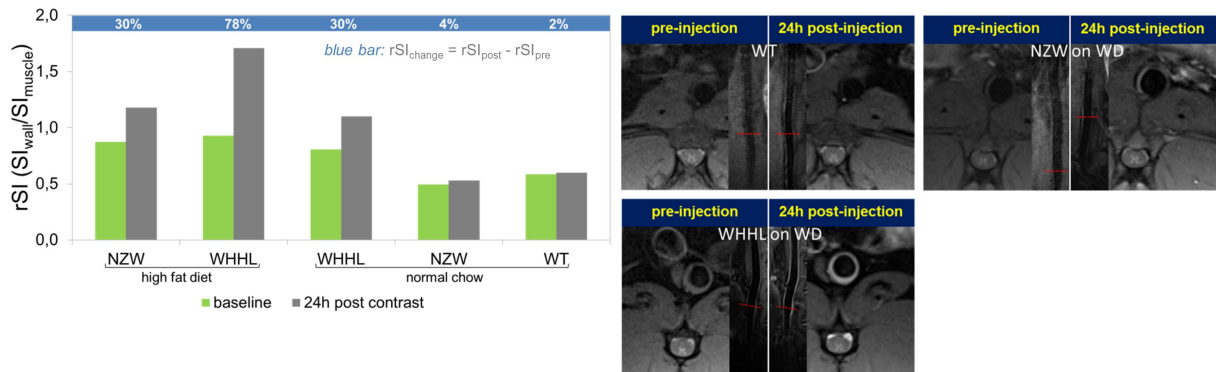 30% 78% 30% 4% 2%
blue bar: rSIchange = rSIpost - rSIpre
rSI (SIwall/SImuscle)
2,0
1,5
1,0
0,5
0,0
NZW WHHL WHHL NZW WT
high fat diet normal chow
baseline 24h post contrast
pre-injection 24h post-injection
WT
pre-injection 24h post-injection
NZW on WD
pre-injection 24h post-injection
WHHL on WD